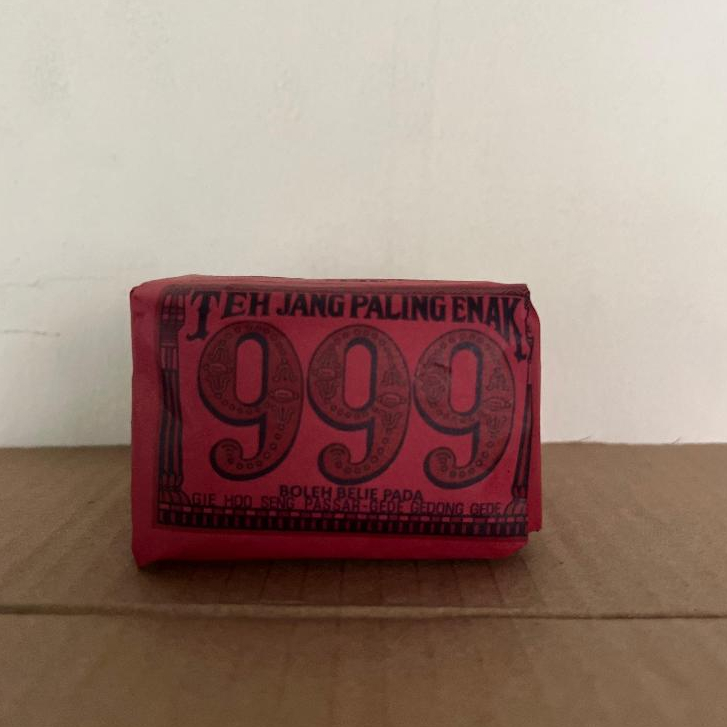 TEH JANG PALING ENAK
999
BOLEH BELIE PADA
GIE HOO SENG PASSAR-GEDE GEDONG GEDE